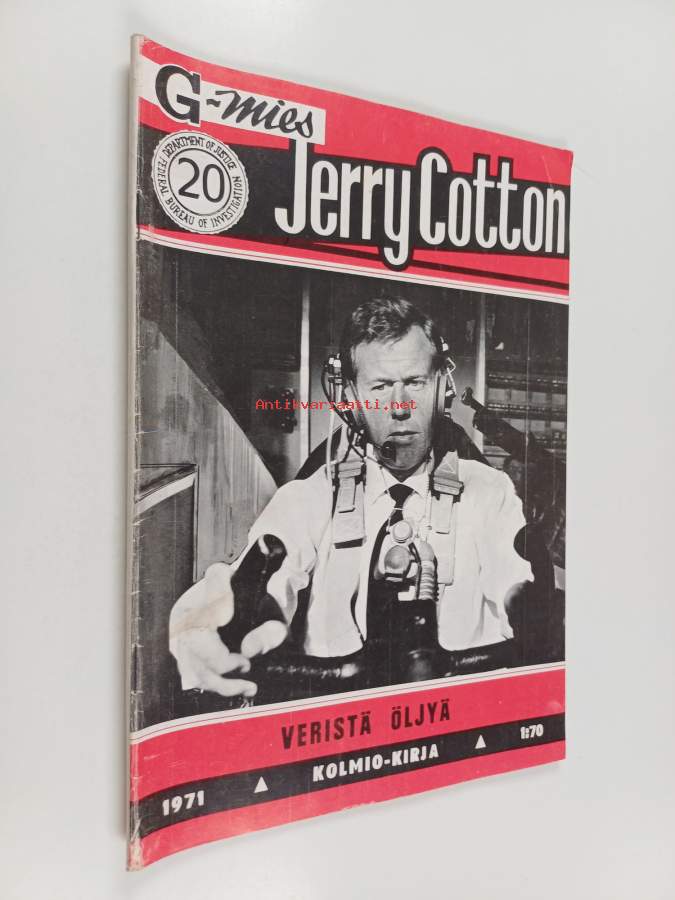 G-mies
Jerry Cotton
DEPARTMENT OF JUSTICE
FEDERAL BUREAU OF INVESTIGATION
20
Antikvariaatti.net
VERISTÄ ÖLJYÄ
1971 ▲ KOLMIO-KIRJA ▲ 1:70